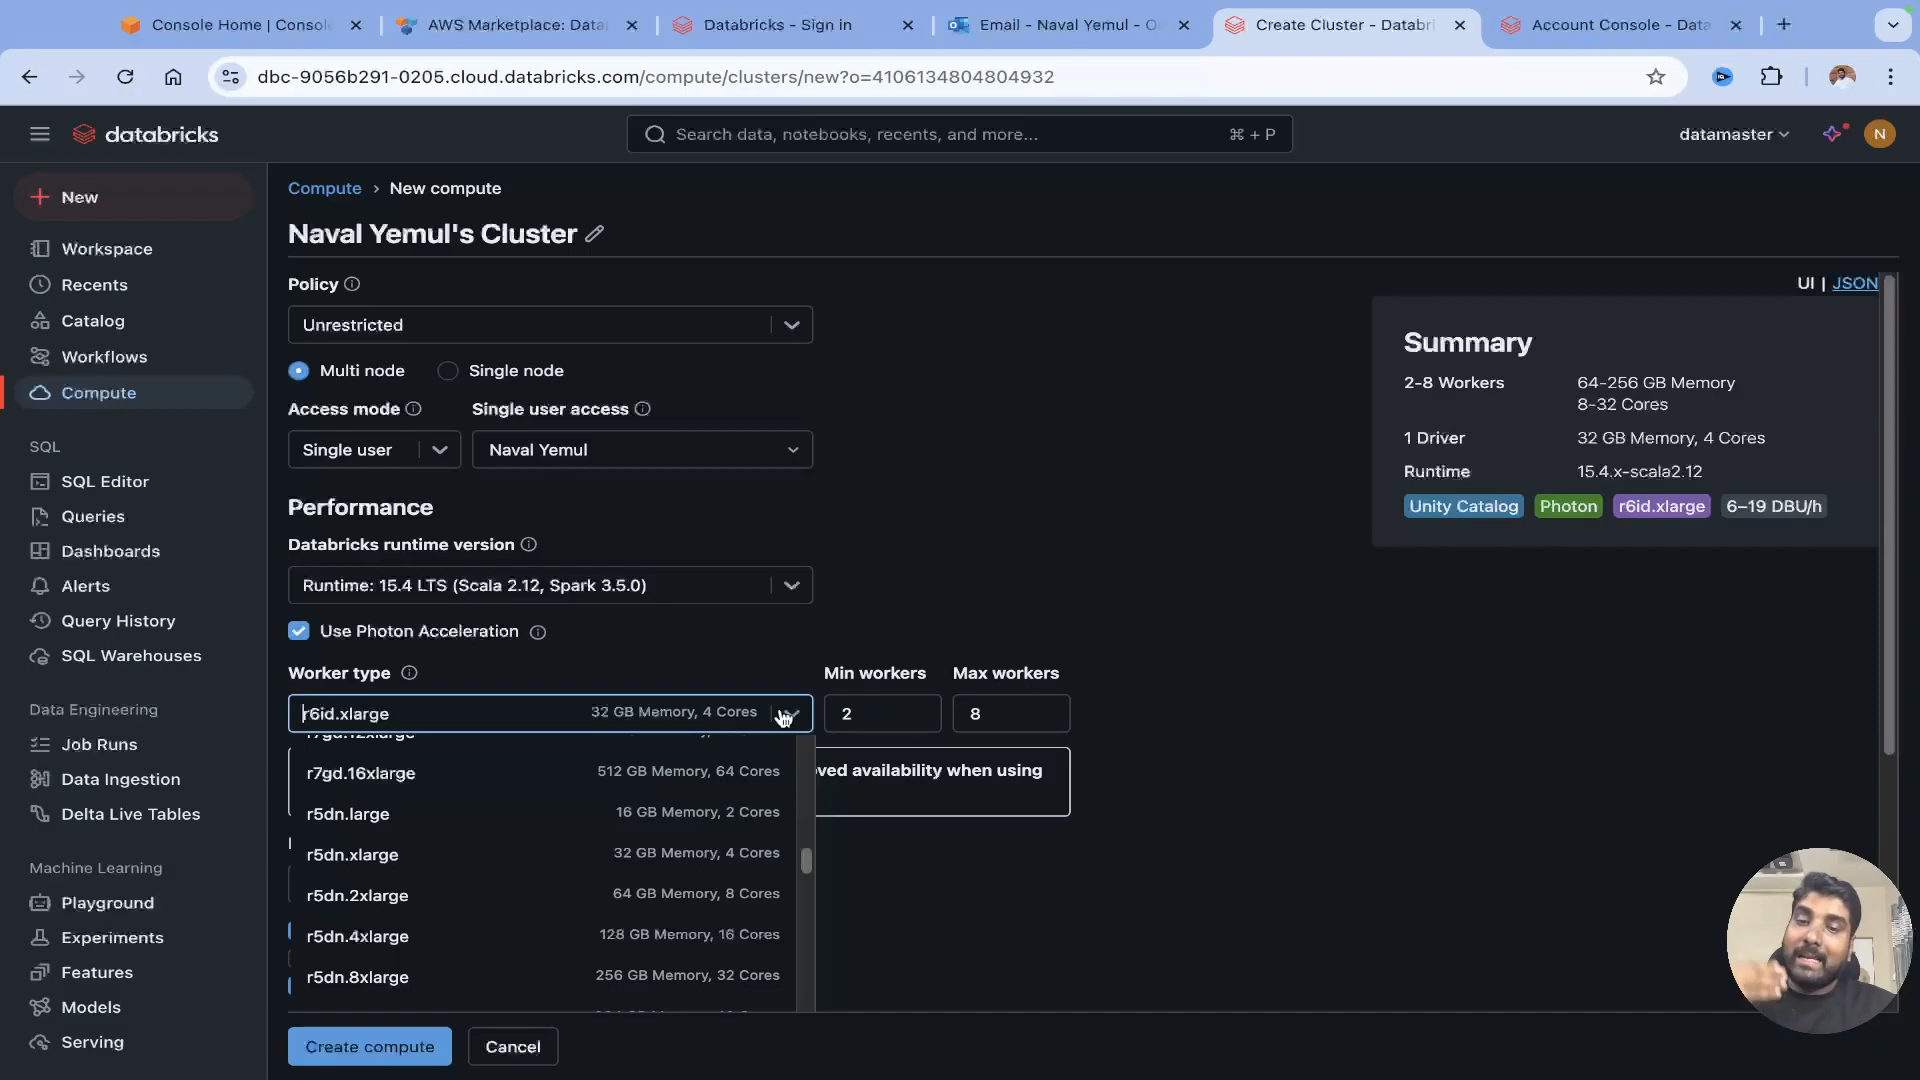 Console Home | Consol
AWS Marketplace: Data
Databricks - Sign in
Email - Naval Yemul - O
Create Cluster - Databri
Account Console - Data
dbc-9056b291-0205.cloud.databricks.com/compute/clusters/new?o=4106134804804932
databricks
Search data, notebooks, recents, and more...
⌘ + P
datamaster
N
New
Workspace
Recents
Catalog
Workflows
Compute
SQL
SQL Editor
Queries
Dashboards
Alerts
Query History
SQL Warehouses
Data Engineering
Job Runs
Data Ingestion
Delta Live Tables
Machine Learning
Playground
Experiments
Features
Models
Serving
Compute › New compute
Naval Yemul's Cluster
Policy
Unrestricted
Multi node Single node
Access mode Single user access
Single user Naval Yemul
Performance
Databricks runtime version
Runtime: 15.4 LTS (Scala 2.12, Spark 3.5.0)
Use Photon Acceleration
Worker type Min workers Max workers
r6id.xlarge 32 GB Memory, 4 Cores 2 8
r7gd.12xlarge
r7gd.16xlarge 512 GB Memory, 64 Cores
r5dn.large 16 GB Memory, 2 Cores
r5dn.xlarge 32 GB Memory, 4 Cores
r5dn.2xlarge 64 GB Memory, 8 Cores
r5dn.4xlarge 128 GB Memory, 16 Cores
r5dn.8xlarge 256 GB Memory, 32 Cores
oved availability when using
Create compute Cancel
UI | JSON
Summary
2-8 Workers 64-256 GB Memory
8-32 Cores
1 Driver 32 GB Memory, 4 Cores
Runtime 15.4.x-scala2.12
Unity Catalog Photon r6id.xlarge 6–19 DBU/h